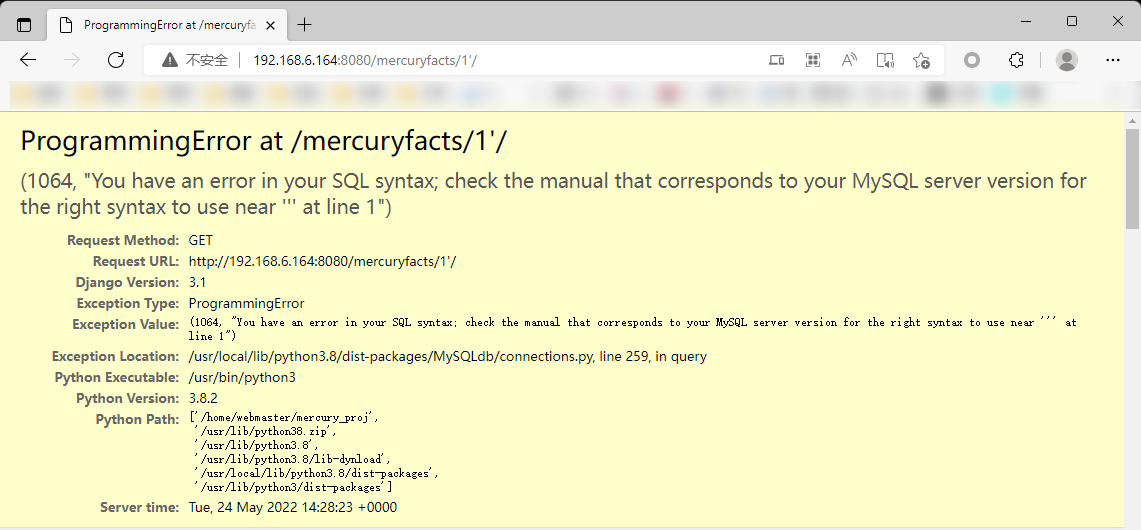 ProgrammingError at /mercuryfa
不安全 192.168.6.164:8080/mercuryfacts/1'/
ProgrammingError at /mercuryfacts/1'/
(1064, "You have an error in your SQL syntax; check the manual that corresponds to your MySQL server version for
the right syntax to use near ''' at line 1")
Request Method: GET
Request URL: http://192.168.6.164:8080/mercuryfacts/1'/
Django Version: 3.1
Exception Type: ProgrammingError
Exception Value: (1064, "You have an error in your SQL syntax; check the manual that corresponds to your MySQL server version for the right syntax to use near ''' at
line 1")
Exception Location: /usr/local/lib/python3.8/dist-packages/MySQLdb/connections.py, line 259, in query
Python Executable: /usr/bin/python3
Python Version: 3.8.2
Python Path: ['/home/webmaster/mercury_proj',
'/usr/lib/python38.zip',
'/usr/lib/python3.8',
'/usr/lib/python3.8/lib-dynload',
'/usr/local/lib/python3.8/dist-packages',
'/usr/lib/python3/dist-packages']
Server time: Tue, 24 May 2022 14:28:23 +0000